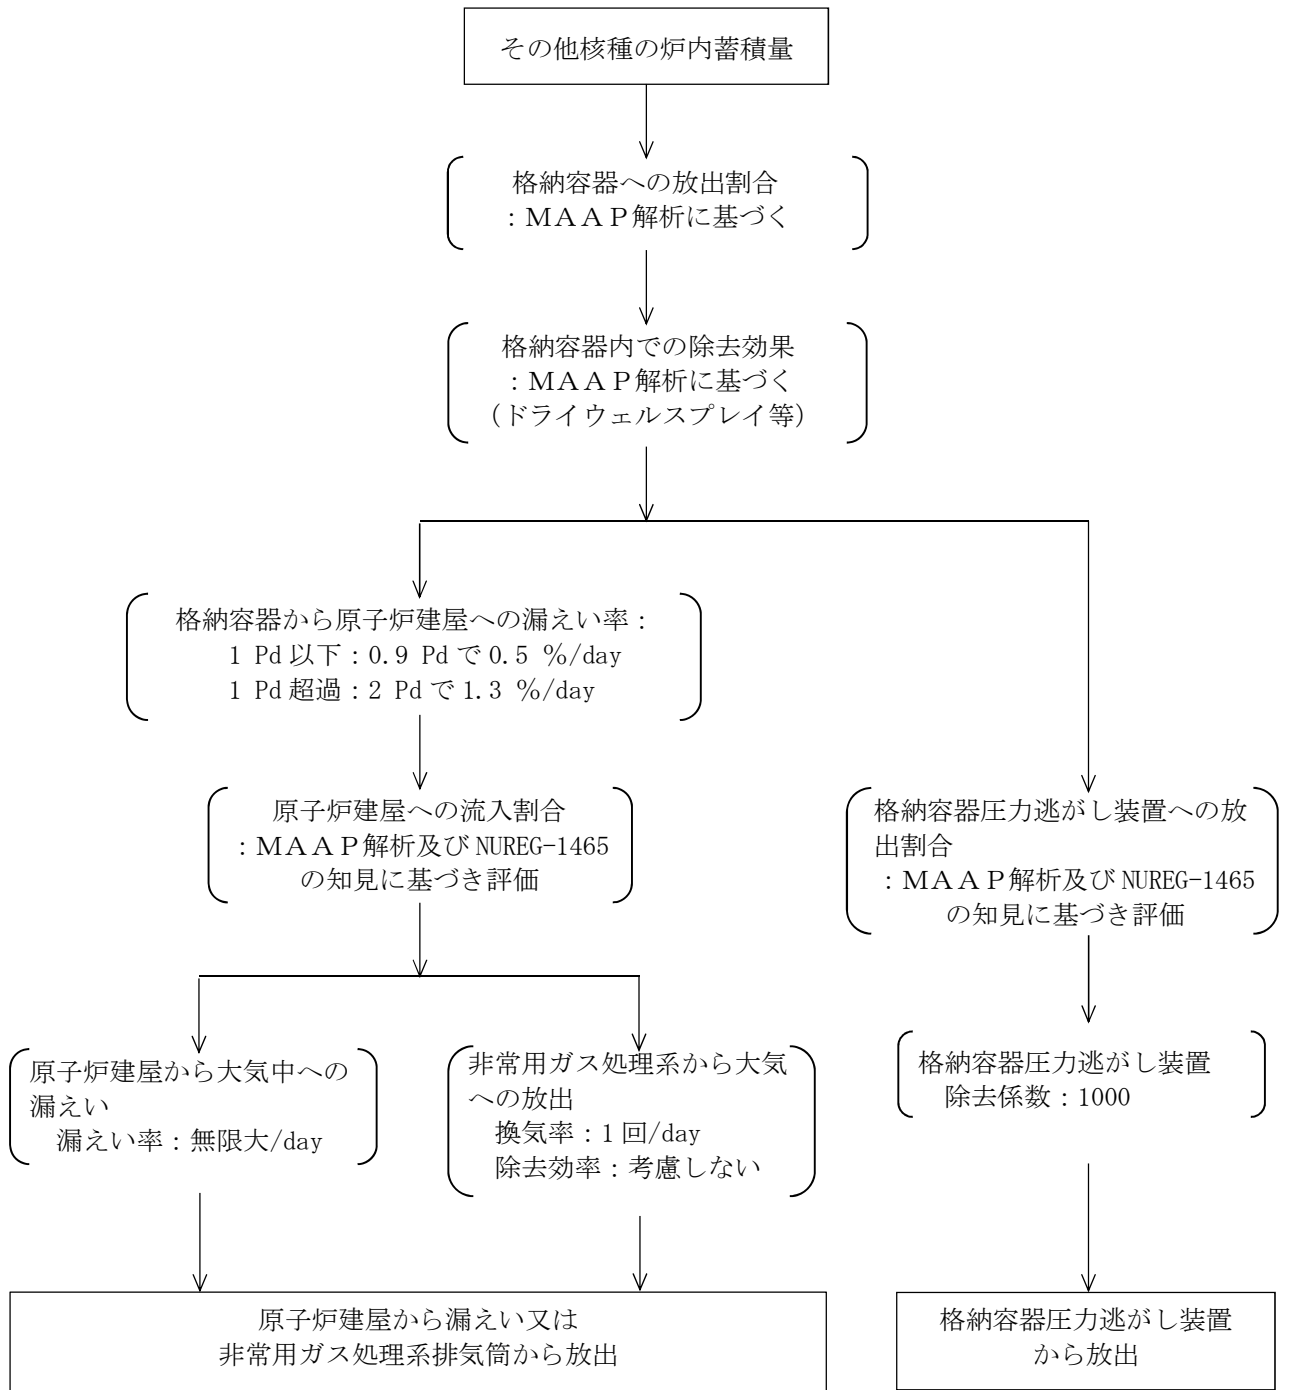 その他核種の炉内蓄積量
格納容器への放出割合
：ＭＡＡＰ解析に基づく
格納容器内での除去効果
：ＭＡＡＰ解析に基づく
（ドライウェルスプレイ等）
格納容器から原子炉建屋への漏えい率：
1 Pd 以下：0.9 Pd で 0.5 %/day
1 Pd 超過：2 Pd で 1.3 %/day
原子炉建屋への流入割合
：ＭＡＡＰ解析及び NUREG-1465
の知見に基づき評価
格納容器圧力逃がし装置への放
出割合
：ＭＡＡＰ解析及び NUREG-1465
の知見に基づき評価
原子炉建屋から大気中への
漏えい
漏えい率：無限大/day
非常用ガス処理系から大気
への放出
換気率：1 回/day
除去効率：考慮しない
格納容器圧力逃がし装置
除去係数：1000
原子炉建屋から漏えい又は
非常用ガス処理系排気筒から放出
格納容器圧力逃がし装置
から放出